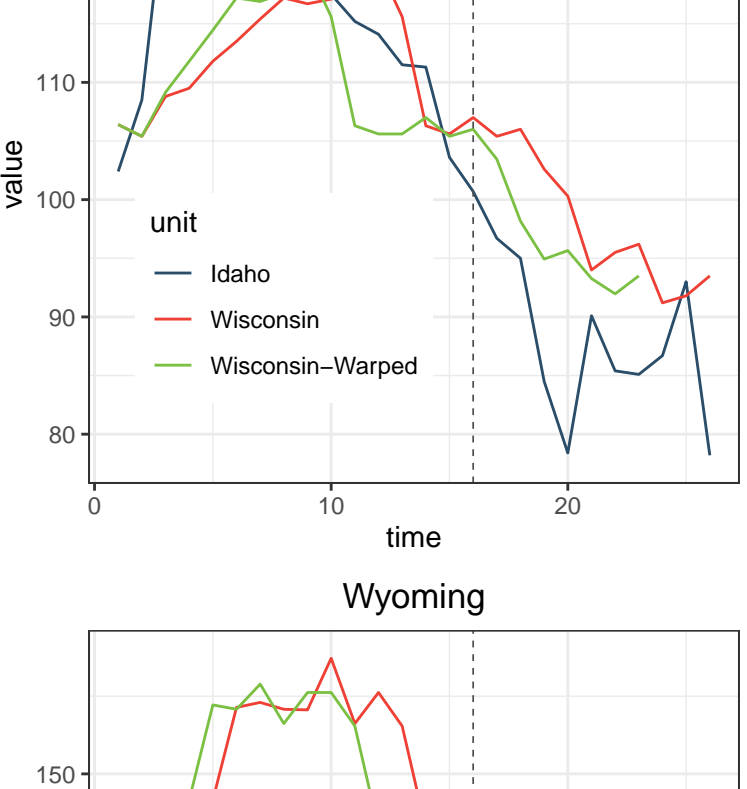 110
100
90
80
value
unit
Idaho
Wisconsin
Wisconsin−Warped
0 10 20
time
Wyoming
150